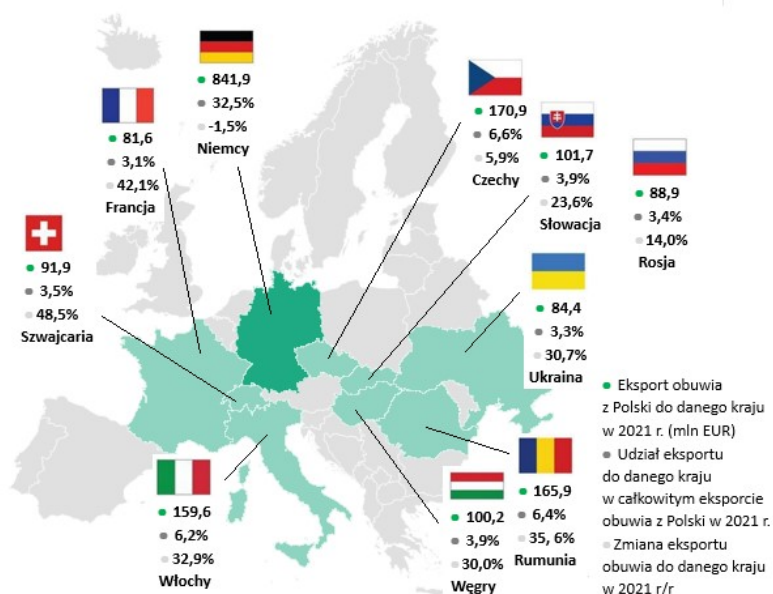 ● 841,9
● 32,5%
● -1,5%
Niemcy
● 81,6
● 3,1%
● 42,1%
Francja
● 170,9
● 6,6%
● 5,9%
Czechy
● 101,7
● 3,9%
● 23,6%
Słowacja
● 88,9
● 3,4%
● 14,0%
Rosja
● 91,9
● 3,5%
● 48,5%
Szwajcaria
● 84,4
● 3,3%
● 30,7%
Ukraina
● 159,6
● 6,2%
● 32,9%
Włochy
● 100,2
● 3,9%
● 30,0%
Węgry
● 165,9
● 6,4%
● 35, 6%
Rumunia
● Eksport obuwia
z Polski do danego kraju
w 2021 r. (mln EUR)
● Udział eksportu
do danego kraju
w całkowitym eksporcie
obuwia z Polski w 2021 r.
● Zmiana eksportu
obuwia do danego kraju
w 2021 r/r